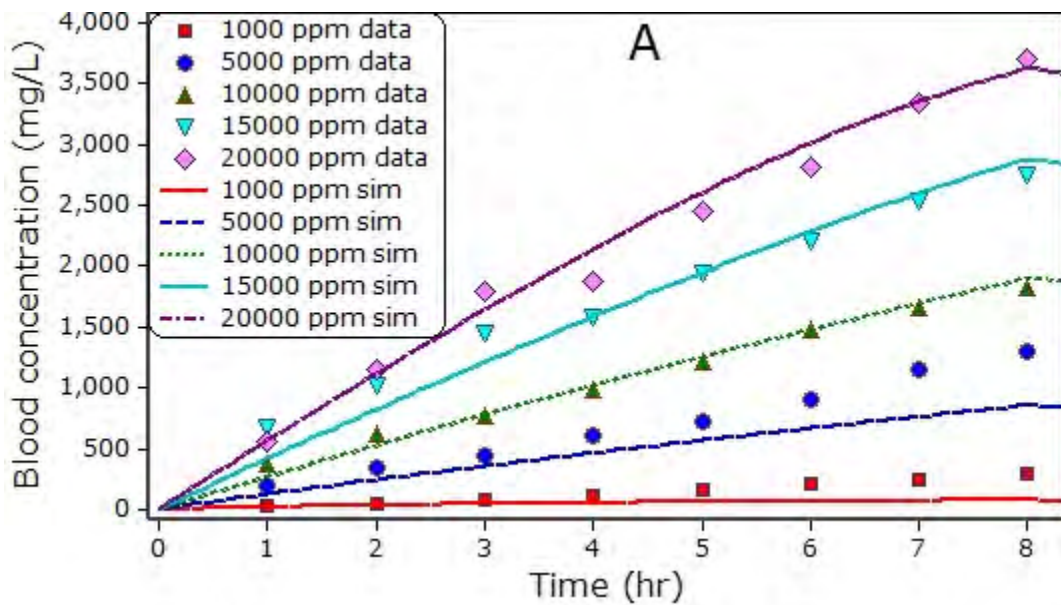 4,000
3,500
3,000
2,500
2,000
1,500
1,000
500
0
Blood concentration (mg/L)
1000 ppm data
5000 ppm data
10000 ppm data
15000 ppm data
20000 ppm data
1000 ppm sim
5000 ppm sim
10000 ppm sim
15000 ppm sim
20000 ppm sim
A
0 1 2 3 4 5 6 7 8
Time (hr)